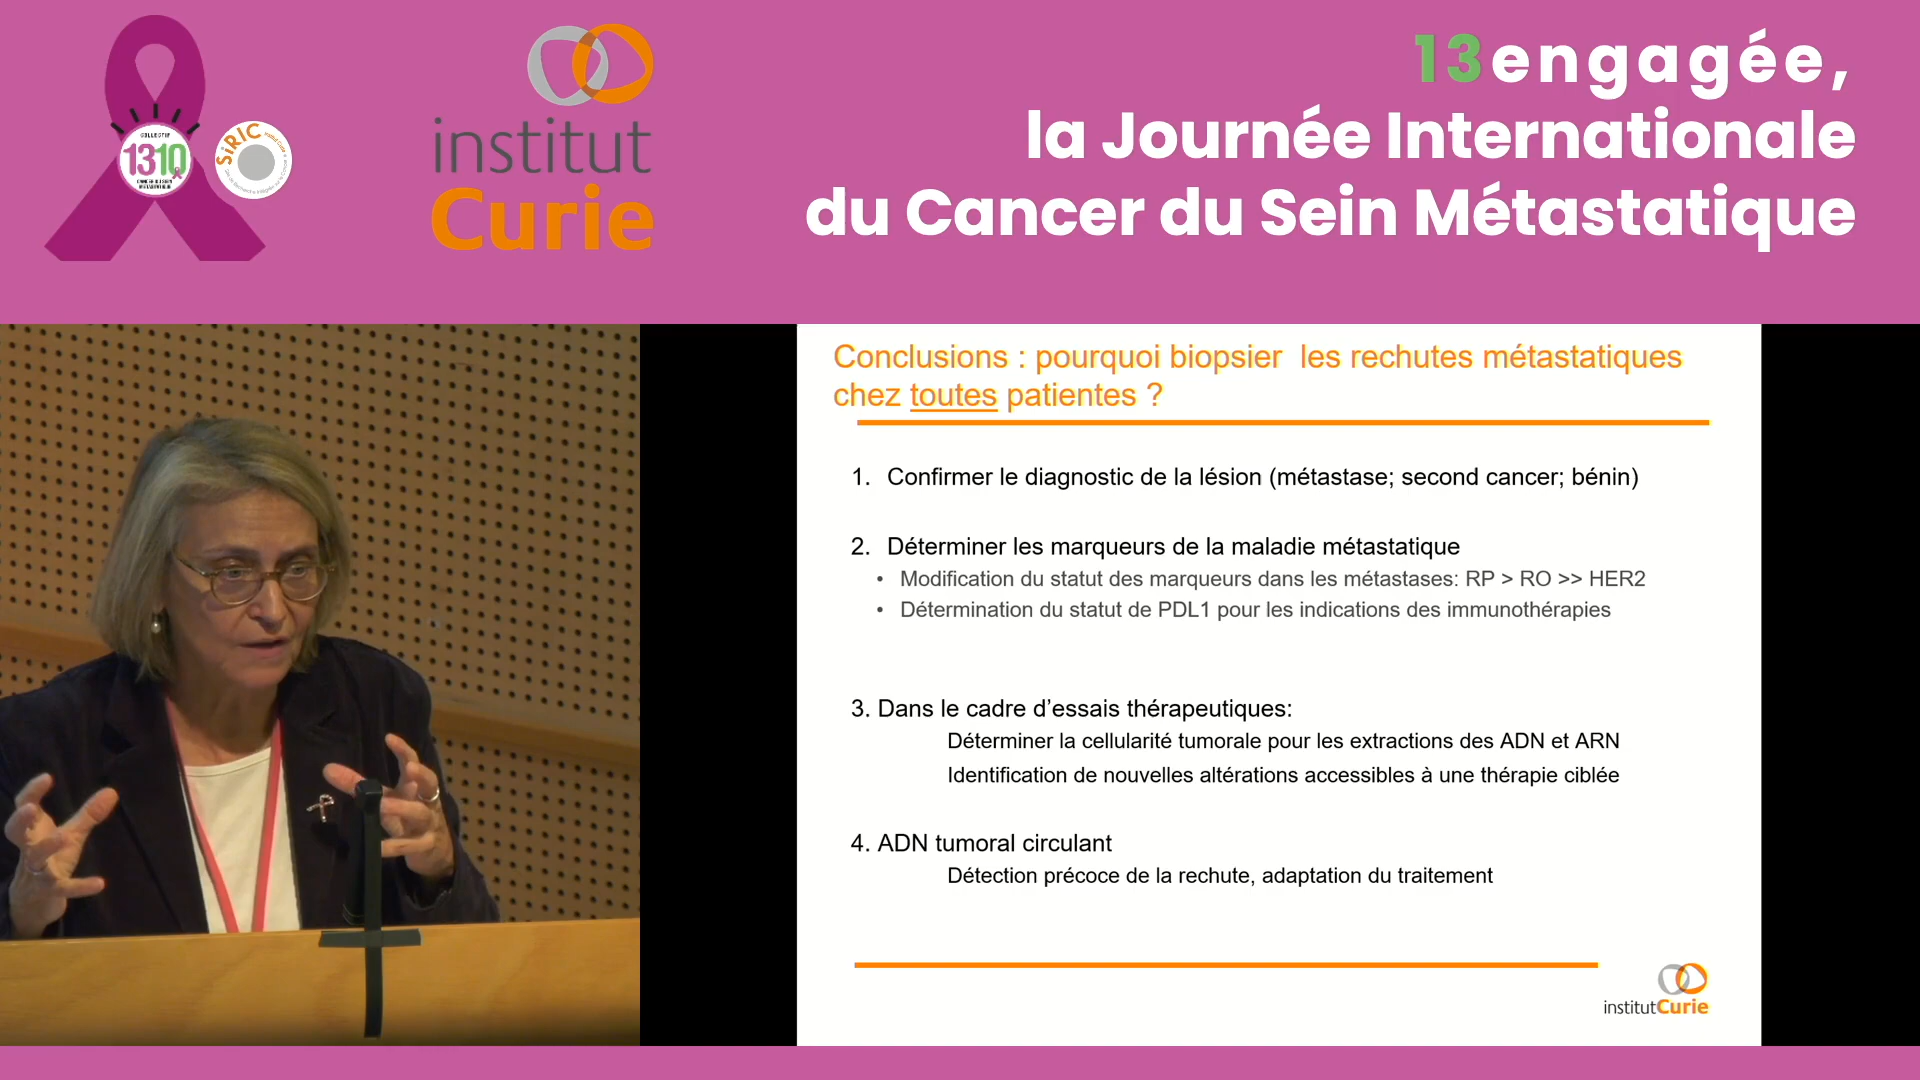 13engagée,
la Journée Internationale
du Cancer du Sein Métastatique
COLLECTIF
1310
CANCER DU SEIN
MÉTASTATIQUE
SiRIC
institut
Curie
Conclusions : pourquoi biopsier les rechutes métastatiques
chez toutes patientes ?
1. Confirmer le diagnostic de la lésion (métastase; second cancer; bénin)
2. Déterminer les marqueurs de la maladie métastatique
• Modification du statut des marqueurs dans les métastases: RP > RO >> HER2
• Détermination du statut de PDL1 pour les indications des immunothérapies
3. Dans le cadre d’essais thérapeutiques:
Déterminer la cellularité tumorale pour les extractions des ADN et ARN
Identification de nouvelles altérations accessibles à une thérapie ciblée
4. ADN tumoral circulant
Détection précoce de la rechute, adaptation du traitement
institutCurie